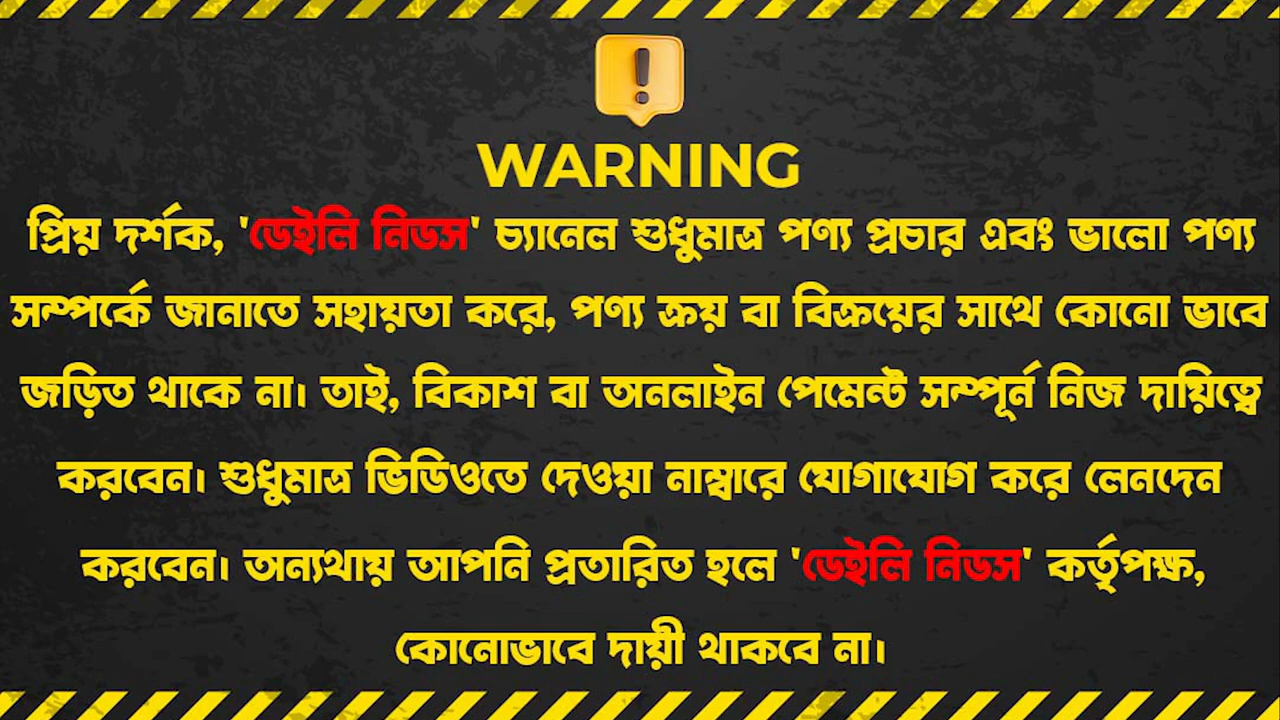 WARNING
প্রিয় দর্শক, 'ডেইলি নিডস' চ্যানেল শুধুমাত্র পণ্য প্রচার এবং ভালো পণ্য
সম্পর্কে জানাতে সহায়তা করে, পণ্য ক্রয় বা বিক্রয়ের সাথে কোনো ভাবে
জড়িত থাকে না। তাই, বিকাশ বা অনলাইন পেমেন্ট সম্পূর্ন নিজ দায়িত্বে
করবেন। শুধুমাত্র ভিডিওতে দেওয়া নাম্বারে যোগাযোগ করে লেনদেন
করবেন। অন্যথায় আপনি প্রতারিত হলে 'ডেইলি নিডস' কর্তৃপক্ষ,
কোনোভাবে দায়ী থাকবে না।